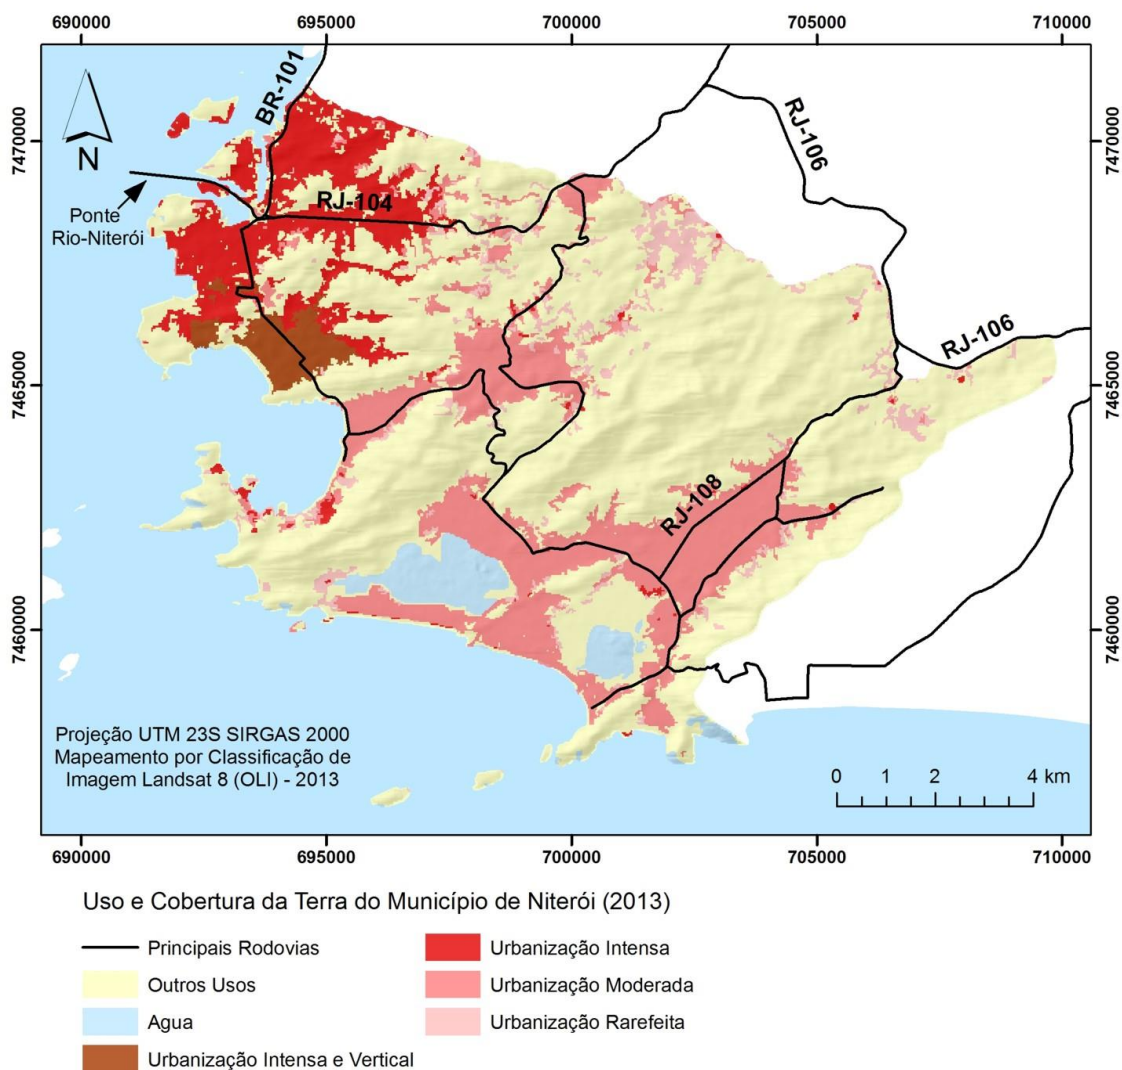 690000 695000 700000 705000 710000
BR-101
RJ-106
7470000 7470000
N
RJ-104
Ponte
Rio-Niterói
RJ-106
7465000 7465000
RJ-108
7460000 7460000
Projeção UTM 23S SIRGAS 2000
Mapeamento por Classificação de
Imagem Landsat 8 (OLI) - 2013
0 1 2 4 km
690000 695000 700000 705000 710000
Uso e Cobertura da Terra do Município de Niterói (2013)
Principais Rodovias
Outros Usos
Agua
Urbanização Intensa e Vertical
Urbanização Intensa
Urbanização Moderada
Urbanização Rarefeita